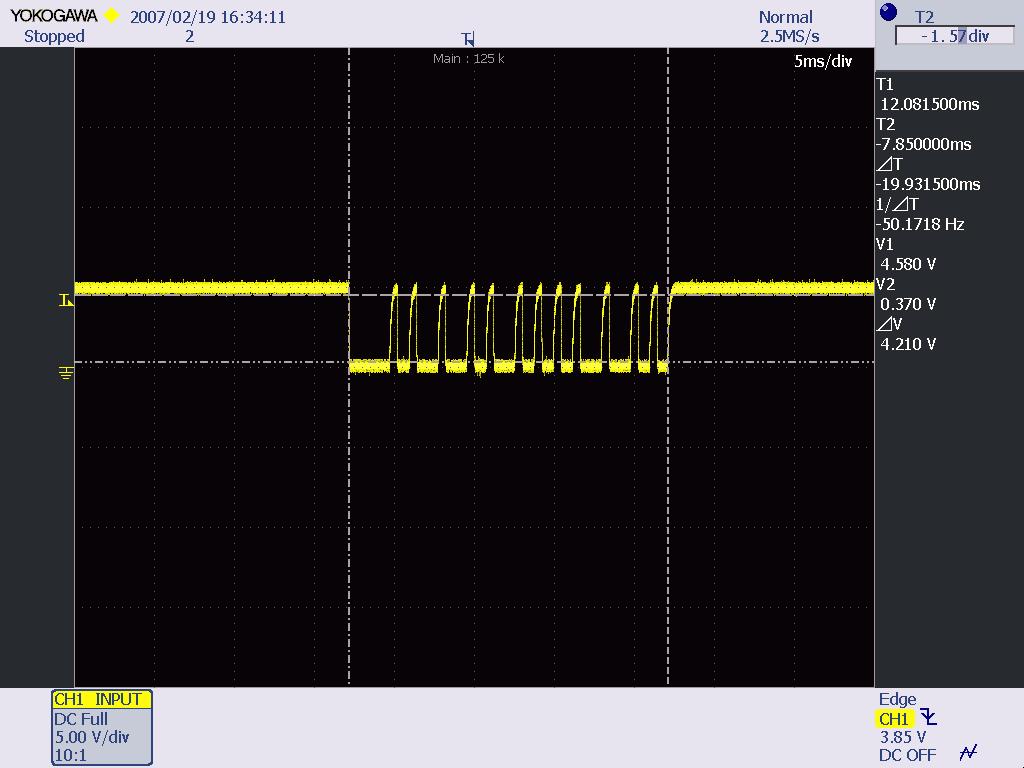 YOKOGAWA 2007/02/19 16:34:11
Stopped 2
Normal
2.5MS/s
T2
-1.57div
T
Main : 125 k
5ms/div
T1
12.081500ms
T2
-7.850000ms
⊿T
-19.931500ms
1/⊿T
-50.1718 Hz
V1
4.580 V
V2
0.370 V
⊿V
4.210 V
T
CH1 INPUT
DC Full
5.00 V/div
10:1
Edge
CH1
3.85 V
DC OFF